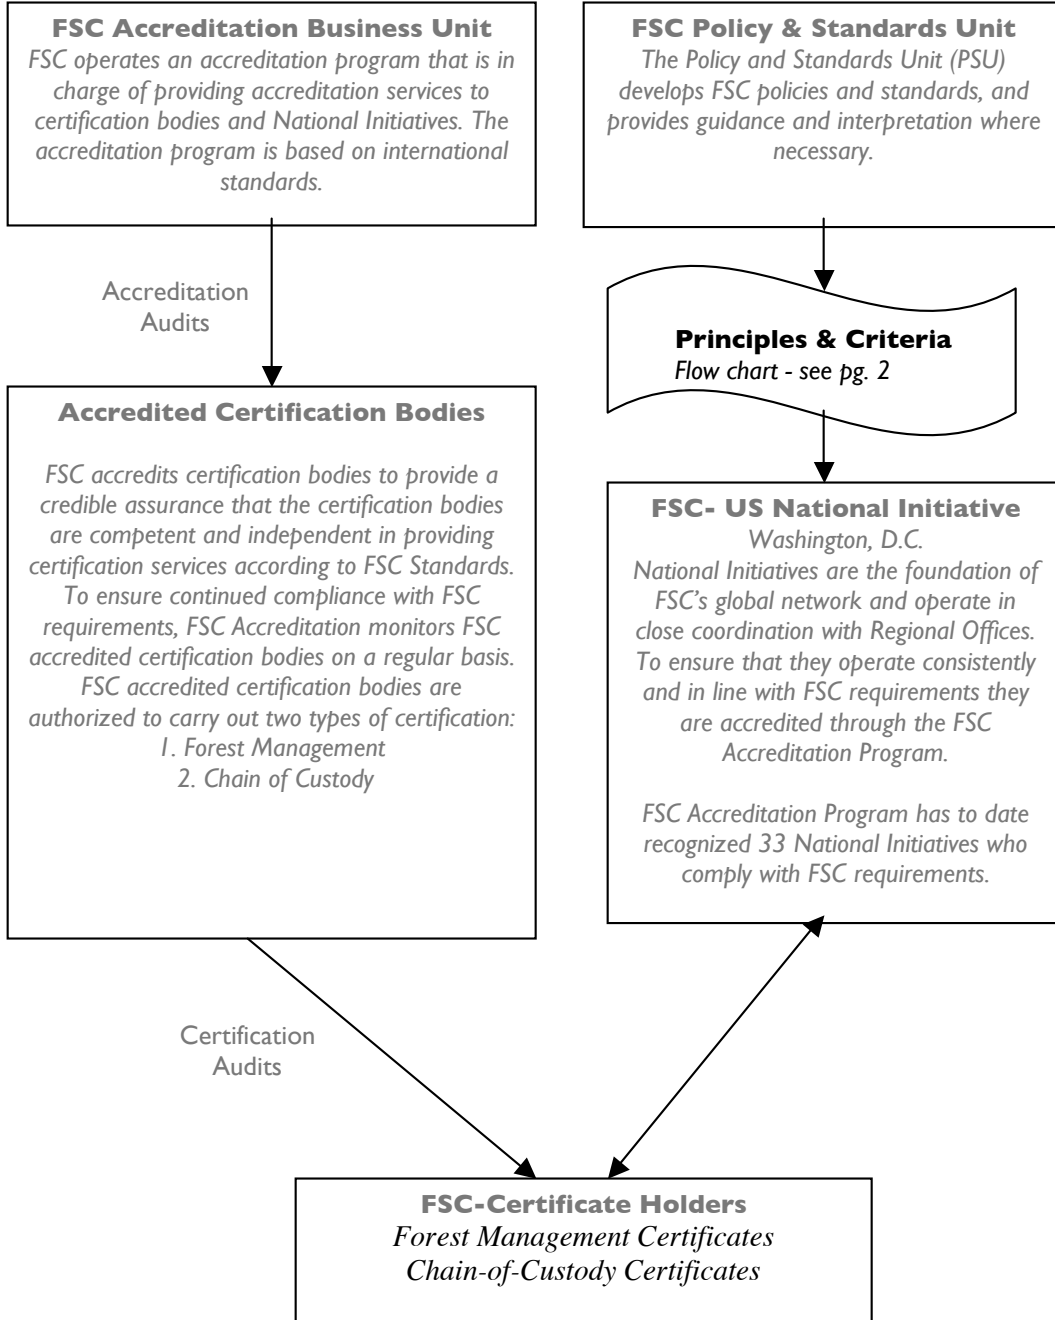 FSC Accreditation Business Unit
FSC operates an accreditation program that is in
charge of providing accreditation services to
certification bodies and National Initiatives. The
accreditation program is based on international
standards.
FSC Policy & Standards Unit
The Policy and Standards Unit (PSU)
develops FSC policies and standards, and
provides guidance and interpretation where
necessary.
Accreditation
Audits
Principles & Criteria
Flow chart - see pg. 2
Accredited Certification Bodies
FSC accredits certification bodies to provide a
credible assurance that the certification bodies
are competent and independent in providing
certification services according to FSC Standards.
To ensure continued compliance with FSC
requirements, FSC Accreditation monitors FSC
accredited certification bodies on a regular basis.
FSC accredited certification bodies are
authorized to carry out two types of certification:
1. Forest Management
2. Chain of Custody
FSC- US National Initiative
Washington, D.C.
National Initiatives are the foundation of
FSC’s global network and operate in
close coordination with Regional Offices.
To ensure that they operate consistently
and in line with FSC requirements they
are accredited through the FSC
Accreditation Program.
FSC Accreditation Program has to date
recognized 33 National Initiatives who
comply with FSC requirements.
Certification
Audits
FSC-Certificate Holders
Forest Management Certificates
Chain-of-Custody Certificates